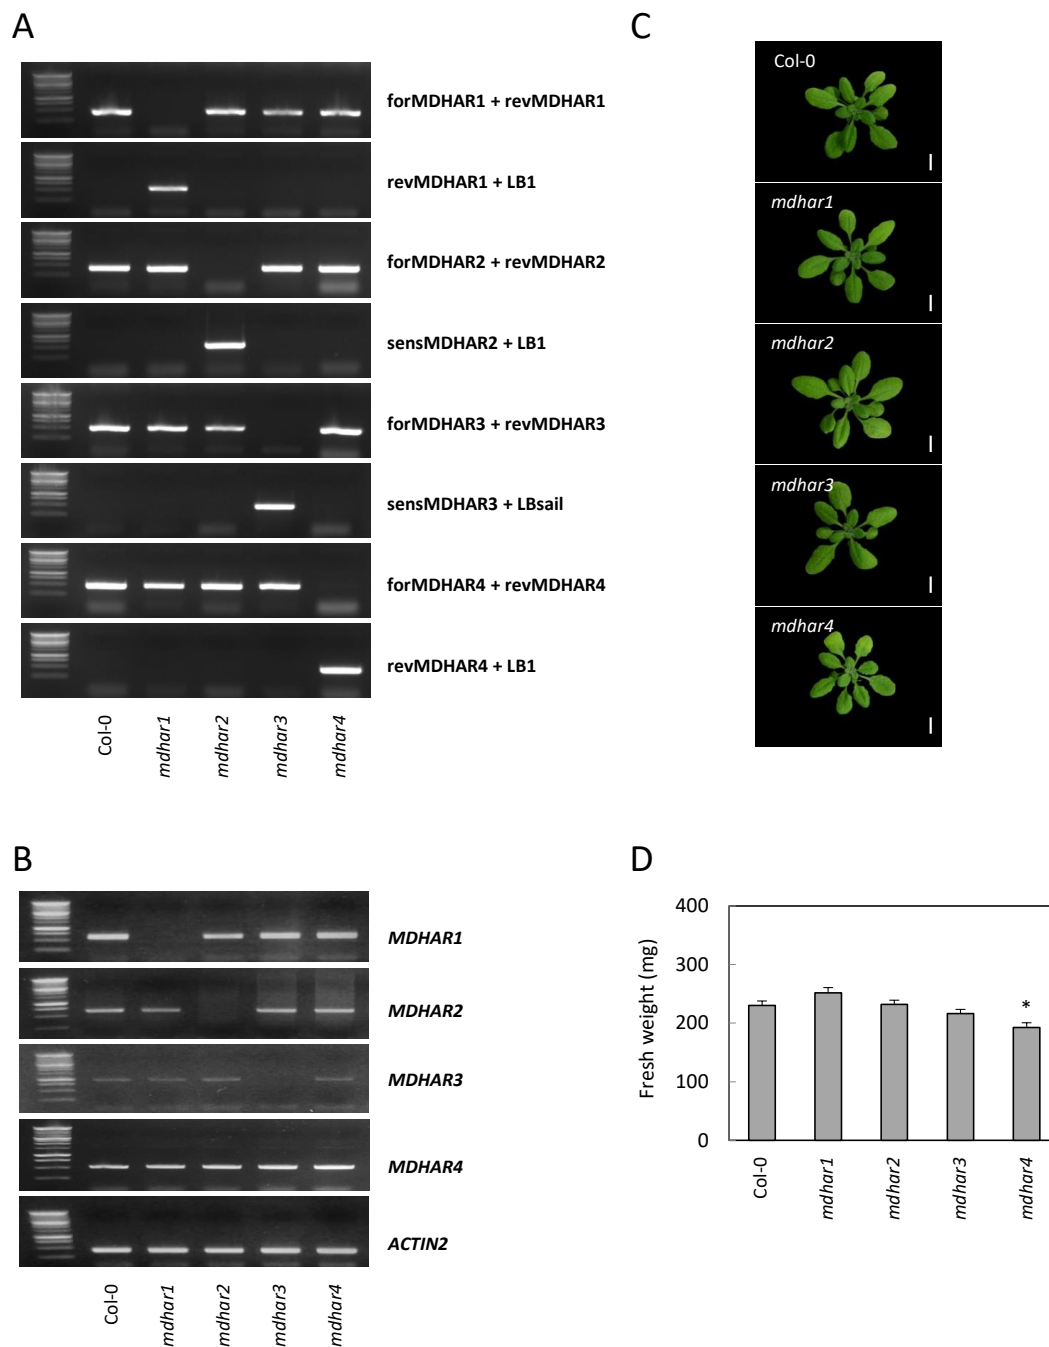 A
forMDHAR1 + revMDHAR1
revMDHAR1 + LB1
forMDHAR2 + revMDHAR2
sensMDHAR2 + LB1
forMDHAR3 + revMDHAR3
sensMDHAR3 + LBsail
forMDHAR4 + revMDHAR4
revMDHAR4 + LB1
Col-0
mdhar1
mdhar2
mdhar3
mdhar4
C
Col-0
mdhar1
mdhar2
mdhar3
mdhar4
B
MDHAR1
MDHAR2
MDHAR3
MDHAR4
ACTIN2
Col-0
mdhar1
mdhar2
mdhar3
mdhar4
D
Fresh weight (mg)
400
300
200
100
0
*
Col-0
mdhar1
mdhar2
mdhar3
mdhar4